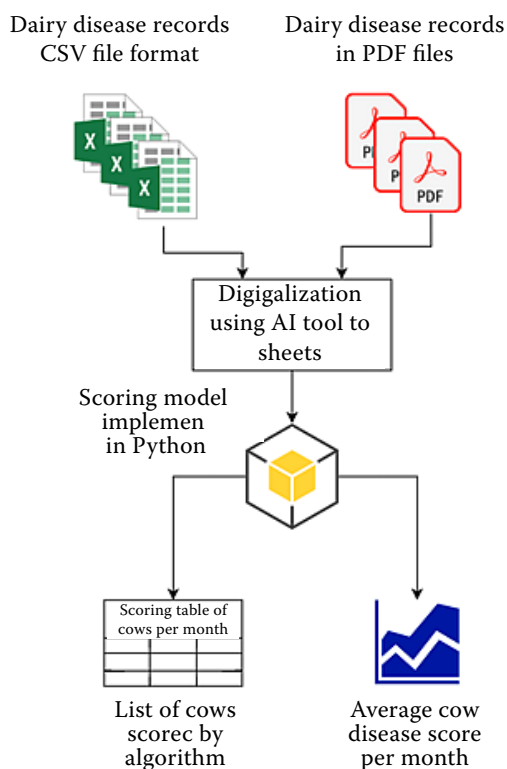 Dairy disease records
CSV file format
Dairy disease records
in PDF files
X
X
X
PDF
Digigalization
using AI tool to
sheets
Scoring model
implemen
in Python
Scoring table of
cows per month
List of cows
scorec by
algorithm
Average cow
disease score
per month